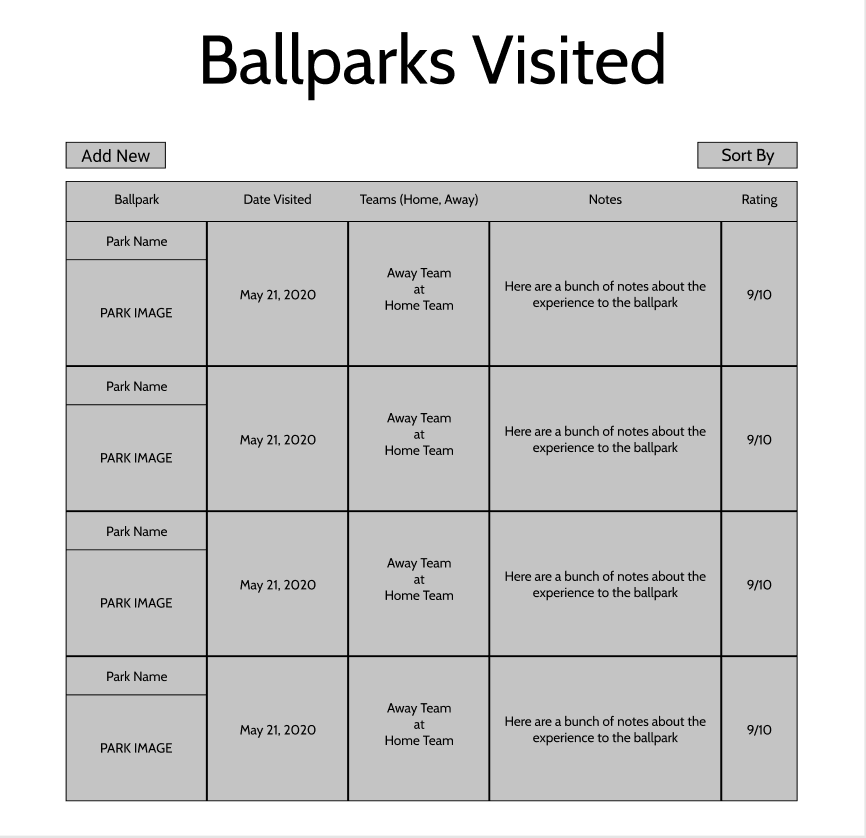 Ballparks Visited
Add New
Sort By
Ballpark
Date Visited
Teams (Home, Away)
Notes
Rating
Park Name
PARK IMAGE
May 21, 2020
Away Team
at
Home Team
Here are a bunch of notes about the
experience to the ballpark
9/10
Park Name
PARK IMAGE
May 21, 2020
Away Team
at
Home Team
Here are a bunch of notes about the
experience to the ballpark
9/10
Park Name
PARK IMAGE
May 21, 2020
Away Team
at
Home Team
Here are a bunch of notes about the
experience to the ballpark
9/10
Park Name
PARK IMAGE
May 21, 2020
Away Team
at
Home Team
Here are a bunch of notes about the
experience to the ballpark
9/10